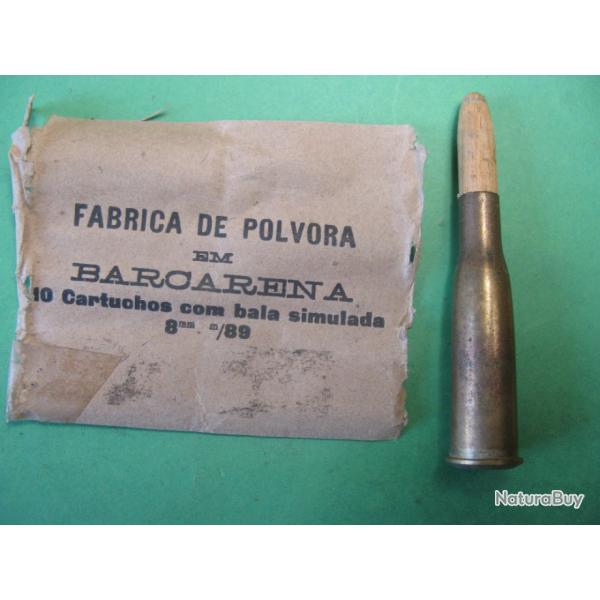 FABRICA DE POLVORA
EM
BARCARENA
10 Cartuchos com bala simulada
8mm m/89
NaturaBuy